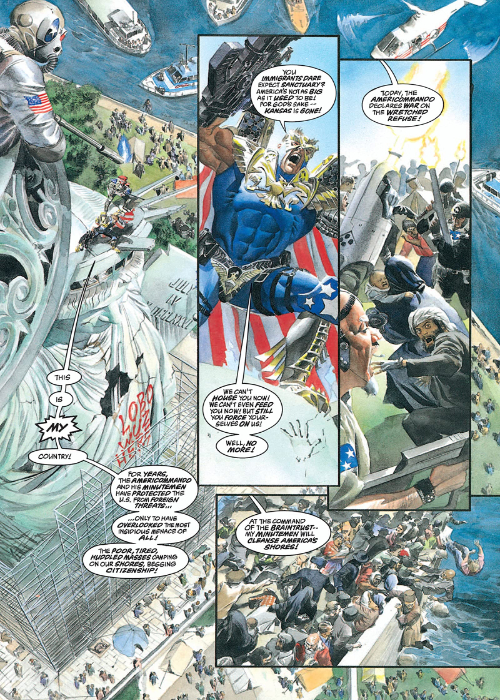 THIS
IS
MY
COUNTRY!
FOR YEARS,
THE AMERICOMMANDO
AND HIS MINUTEMEN
HAVE PROTECTED THE
U.S. FROM FOREIGN
THREATS...
...ONLY TO HAVE
OVERLOOKED THE MOST
INSIDIOUS MENACE OF
ALL!
THE POOR, TIRED,
HUDDLED MASSES CAMPING
ON OUR SHORES, BEGGING
CITIZENSHIP!
JULY
IV
LOBO
WUZ
HERE
YOU
IMMIGRANTS DARE
EXPECT SANCTUARY?
AMERICA'S NOT AS BIG
AS IT USED TO BE!
FOR GOD'S SAKE--
KANSAS IS GONE!
WE CAN'T
HOUSE YOU NOW!
WE CAN'T EVEN FEED
YOU NOW! BUT STILL
YOU FORCE YOUR-
SELVES ON US!
WELL, NO
MORE!
TODAY, THE
AMERICOMMANDO
DECLARES WAR ON
THE WRETCHED
REFUSE!
AT THE COMMAND
OF THE BRAINTRUST--
MY MINUTEMEN WILL
CLEANSE AMERICA'S
SHORES!